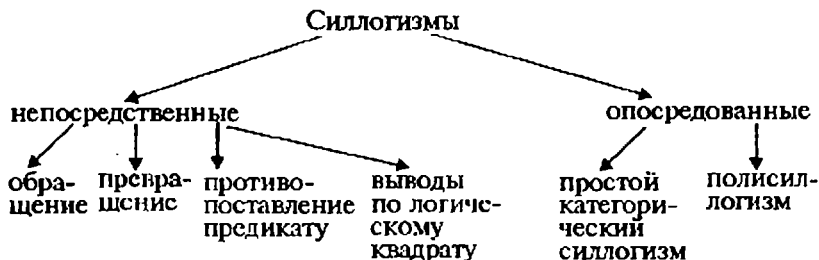 Силлогизмы
непосредственные
опосредованные
обра-
щение
превра-
щение
противо-
поставление
предикату
выводы
по логиче-
скому
квадрату
простой
категори-
ческий
силлогизм
полисил-
логизм